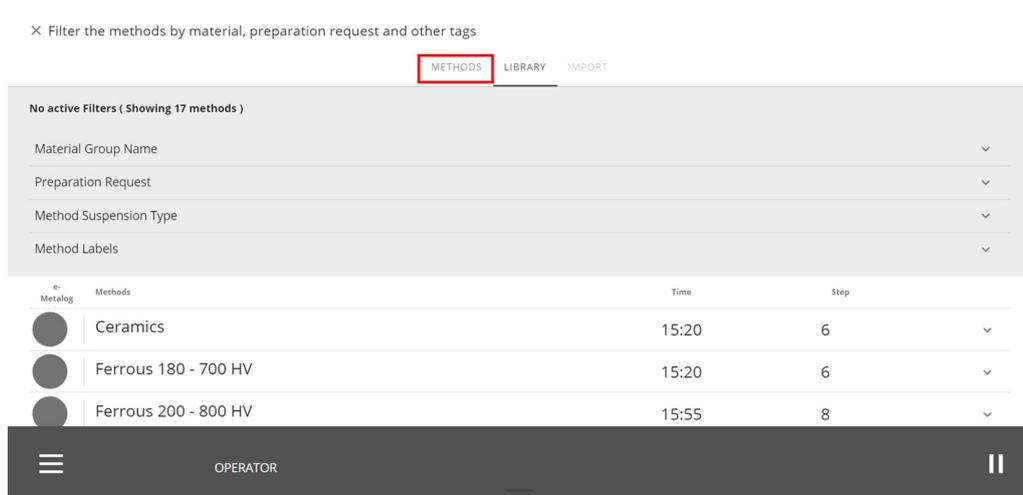 × Filter the methods by material, preparation request and other tags
METHODS LIBRARY IMPORT
No active Filters ( Showing 17 methods )
Material Group Name
Preparation Request
Method Suspension Type
Method Labels
e-
Metalog Methods Time Step
Ceramics 15:20 6
Ferrous 180 - 700 HV 15:20 6
Ferrous 200 - 800 HV 15:55 8
OPERATOR